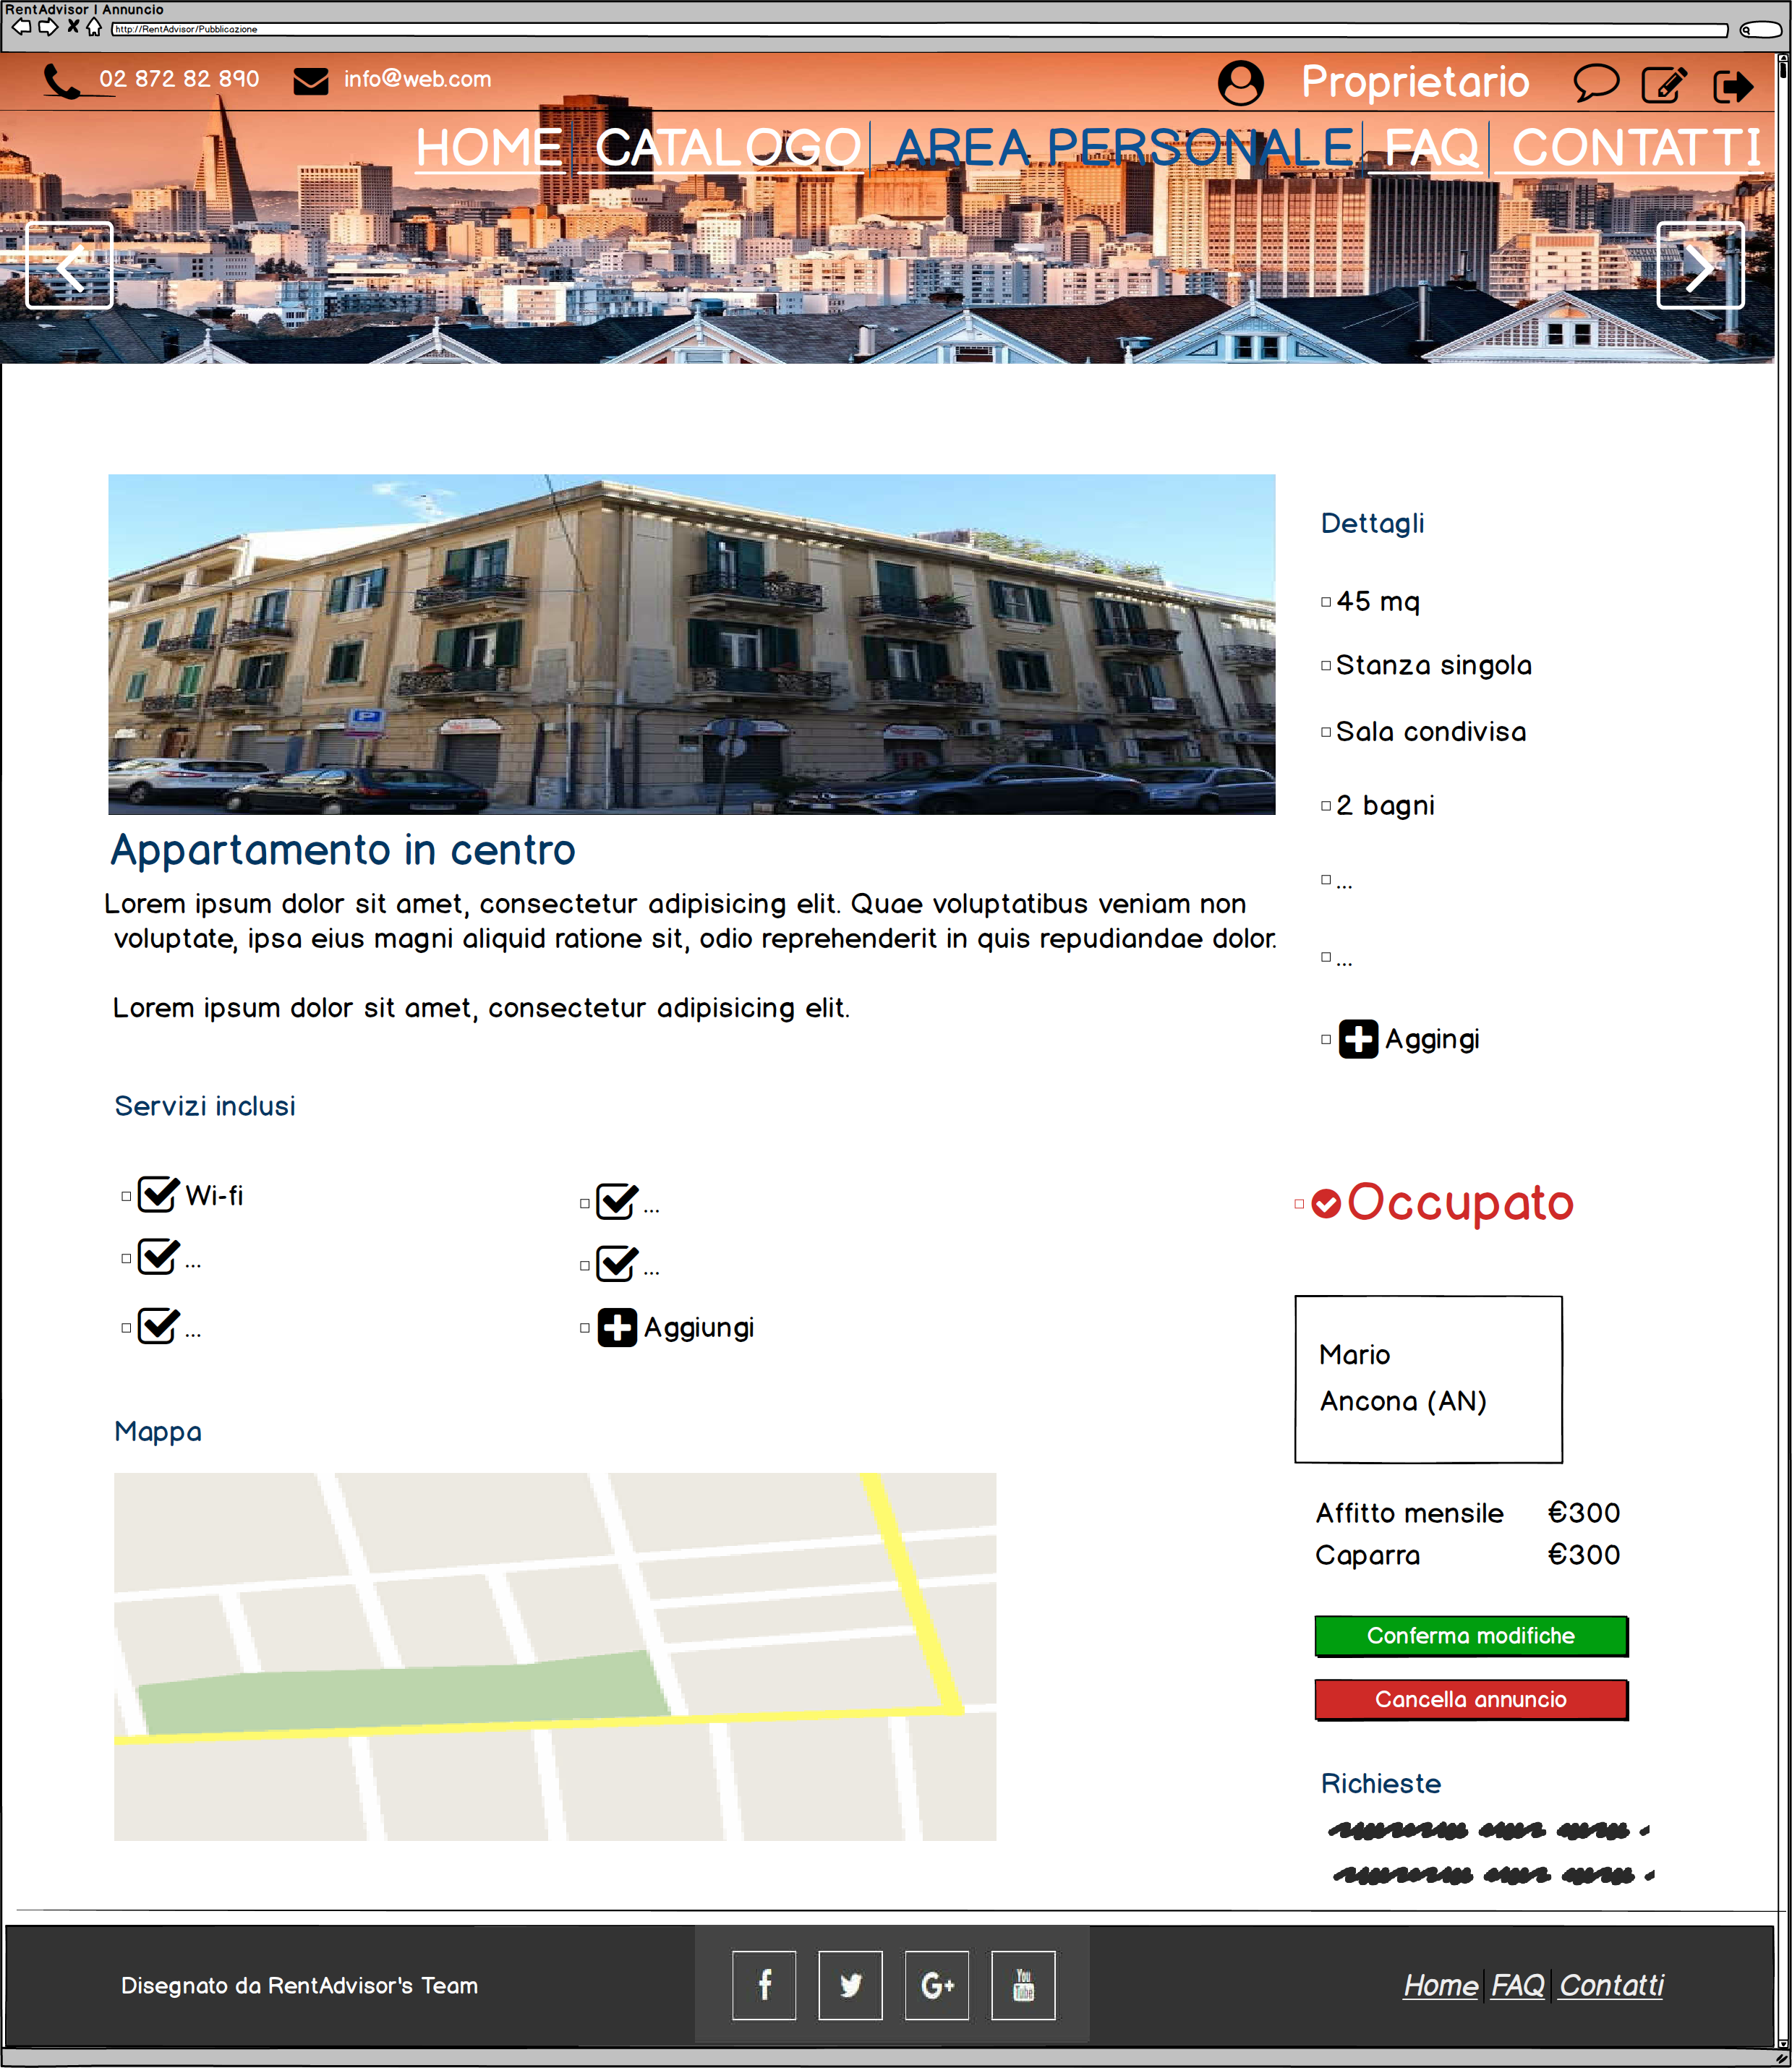 RentAdvisor | Annuncio
http://RentAdvisor/Pubblicazione
02 872 82 890 info@web.com Proprietario
HOME CATALOGO AREA PERSONALE FAQ CONTATTI
P
Appartamento in centro
Lorem ipsum dolor sit amet, consectetur adipisicing elit. Quae voluptatibus veniam non
voluptate, ipsa eius magni aliquid ratione sit, odio reprehenderit in quis repudiandae dolor.
Lorem ipsum dolor sit amet, consectetur adipisicing elit.
Servizi inclusi
Wi-fi
...
...
...
...
Aggiungi
Mappa
Dettagli
45 mq
Stanza singola
Sala condivisa
2 bagni
...
...
Aggingi
Occupato
Mario
Ancona (AN)
Affitto mensile €300
Caparra €300
Conferma modifiche
Cancella annuncio
Richieste
Disegnato da RentAdvisor's Team
f G+ You Tube
Home FAQ Contatti